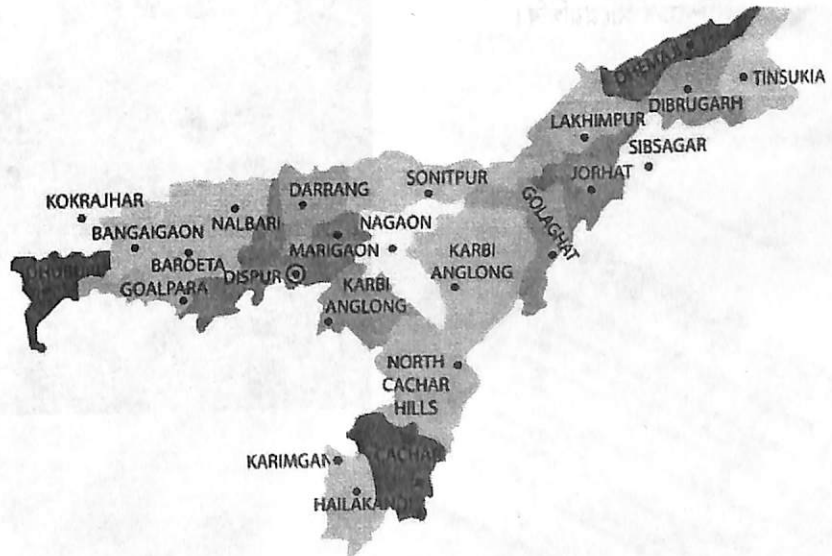 DHEMAJI
TINSUKIA
DIBRUGARH
LAKHIMPUR
SIBSAGAR
JORHAT
SONITPUR
DARRANG
KOKRAJHAR
NALBARI
NAGAON
GOLAGHAT
BANGAIGAON
MARIGAON
KARBI
ANGLONG
BAROETA
DHUBURI
DISPUR
GOALPARA
KARBI
ANGLONG
NORTH
CACHAR
HILLS
CACHAR
KARIMGAN
HAILAKANDI